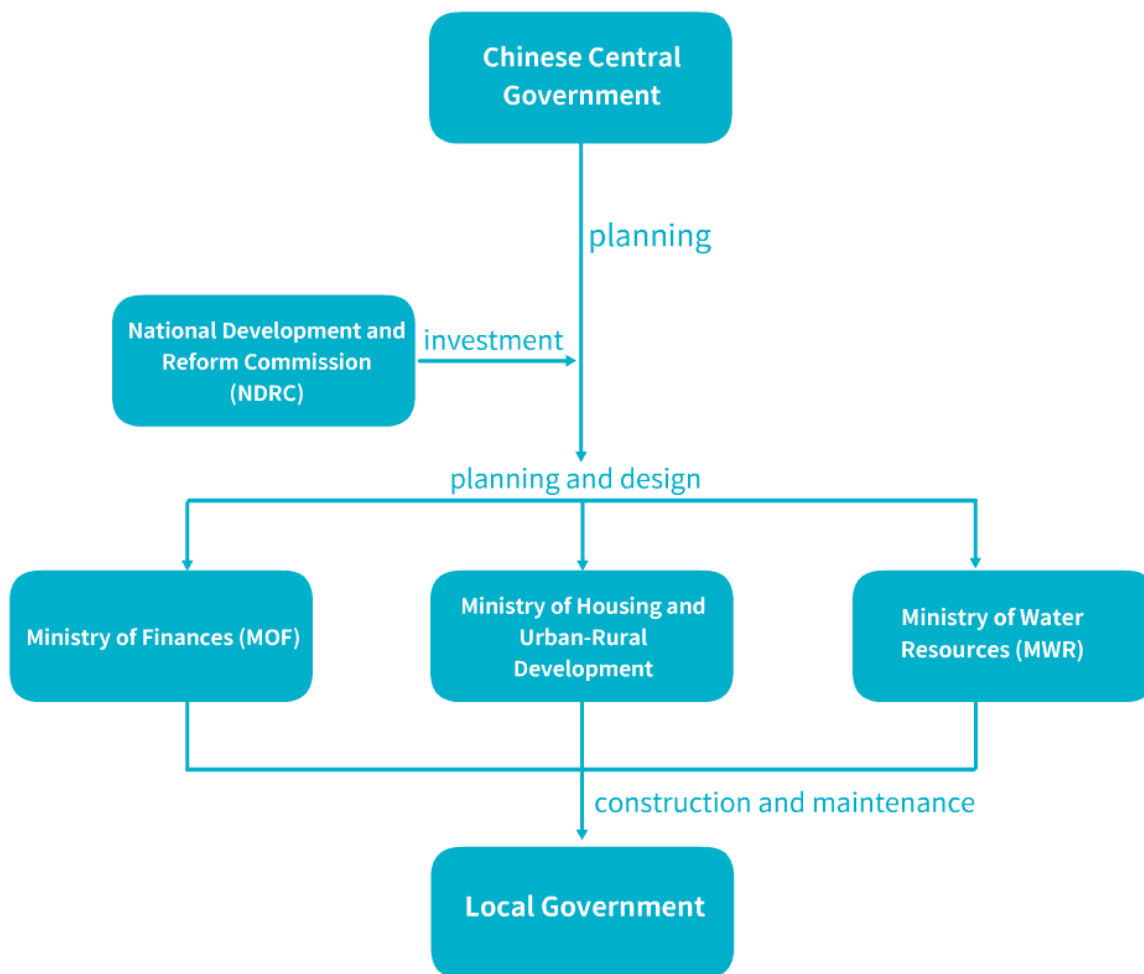 Chinese Central
Government
planning
National Development and
Reform Commission
(NDRC)
investment
planning and design
Ministry of Finances (MOF)
Ministry of Housing and
Urban-Rural
Development
Ministry of Water
Resources (MWR)
construction and maintenance
Local Government